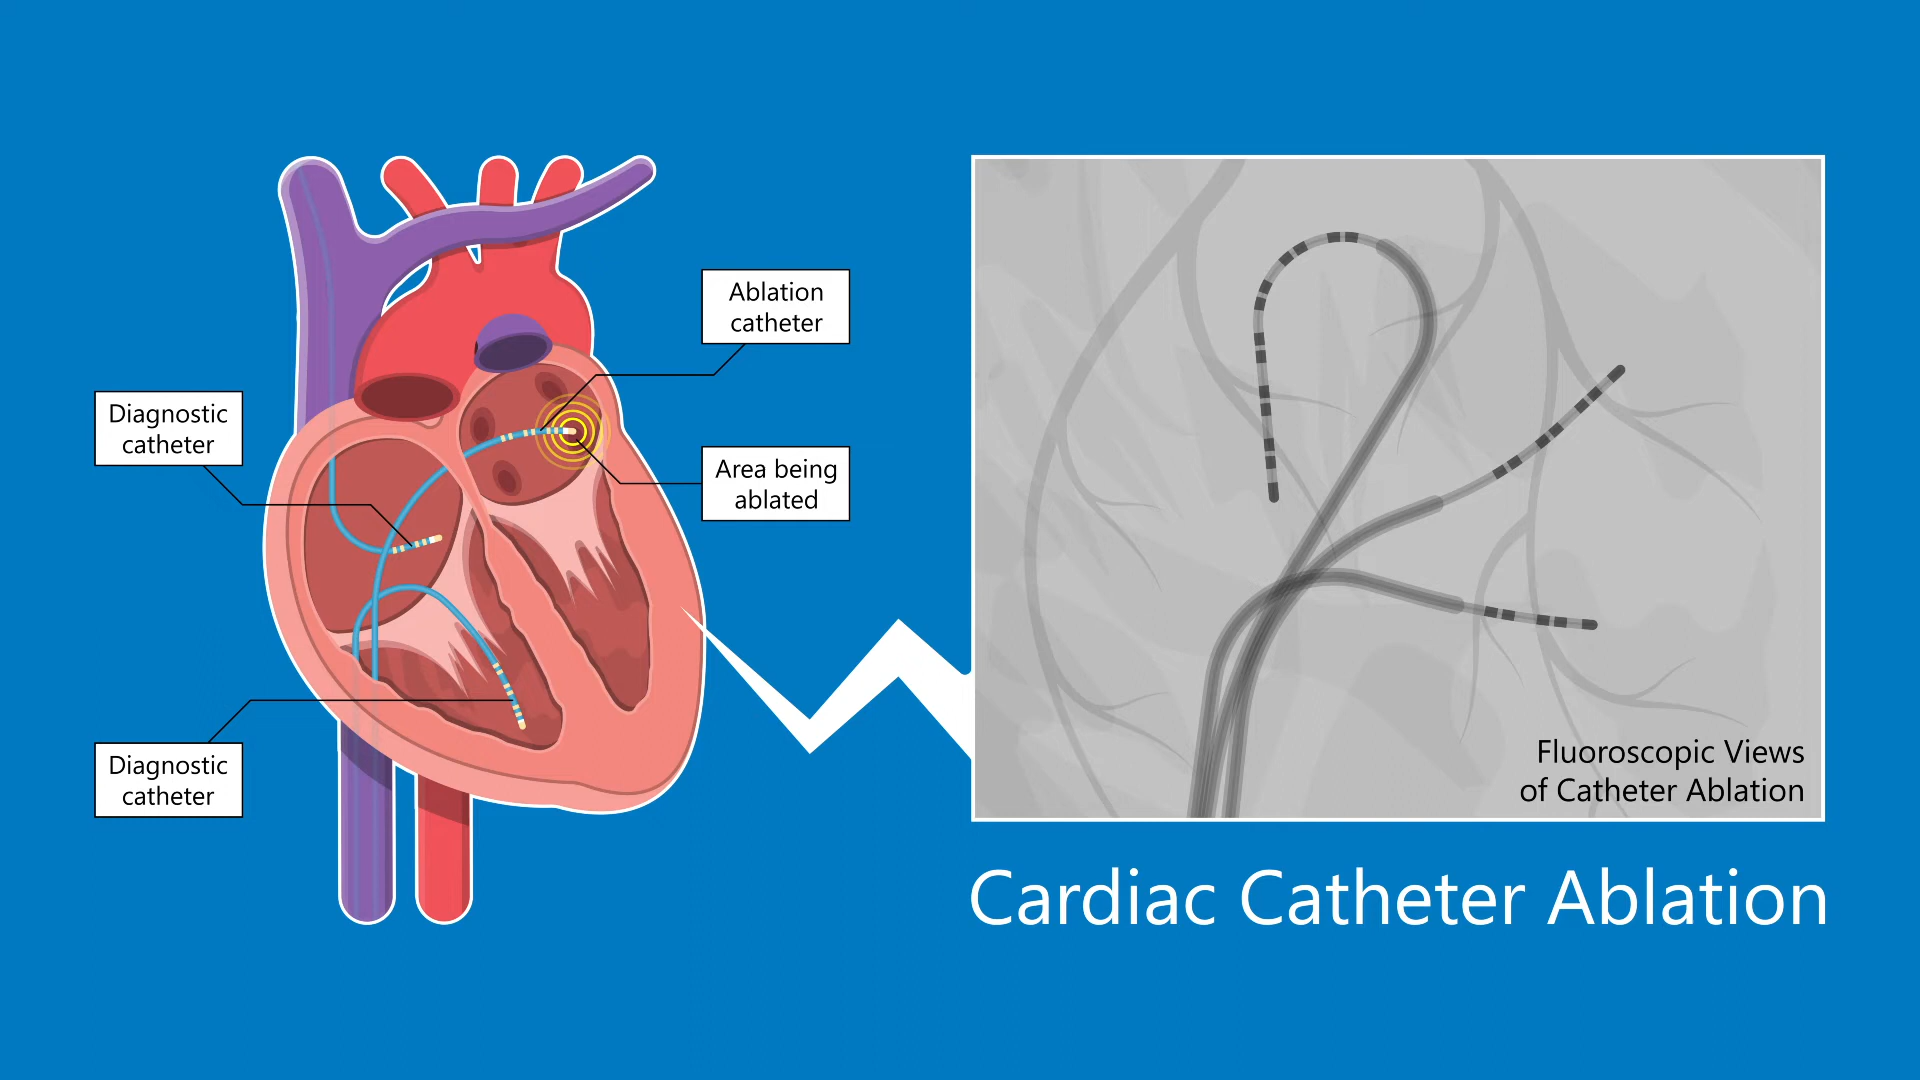 Ablation
catheter
Diagnostic
catheter
Area being
ablated
Diagnostic
catheter
Fluoroscopic Views
of Catheter Ablation
Cardiac Catheter Ablation